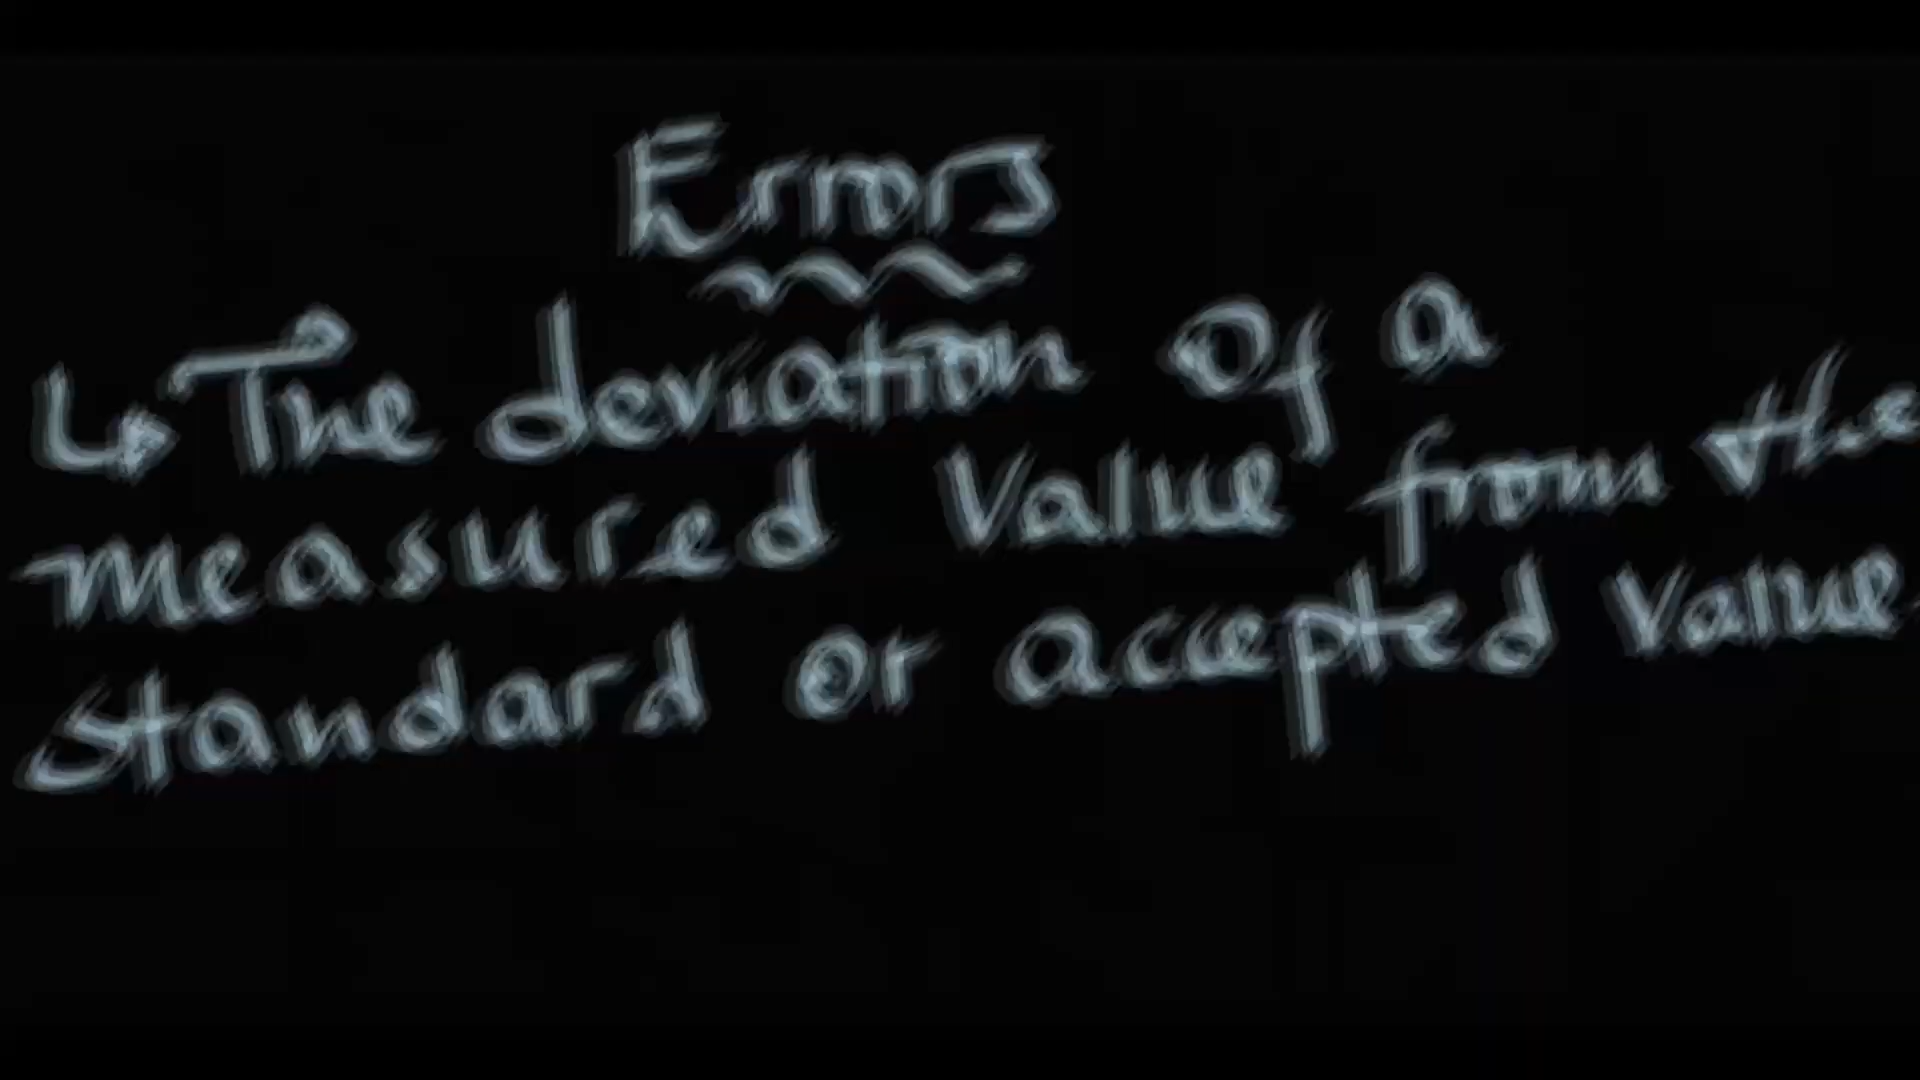 Errors
↳ The deviation of a
measured Value from the
standard or accepted value.